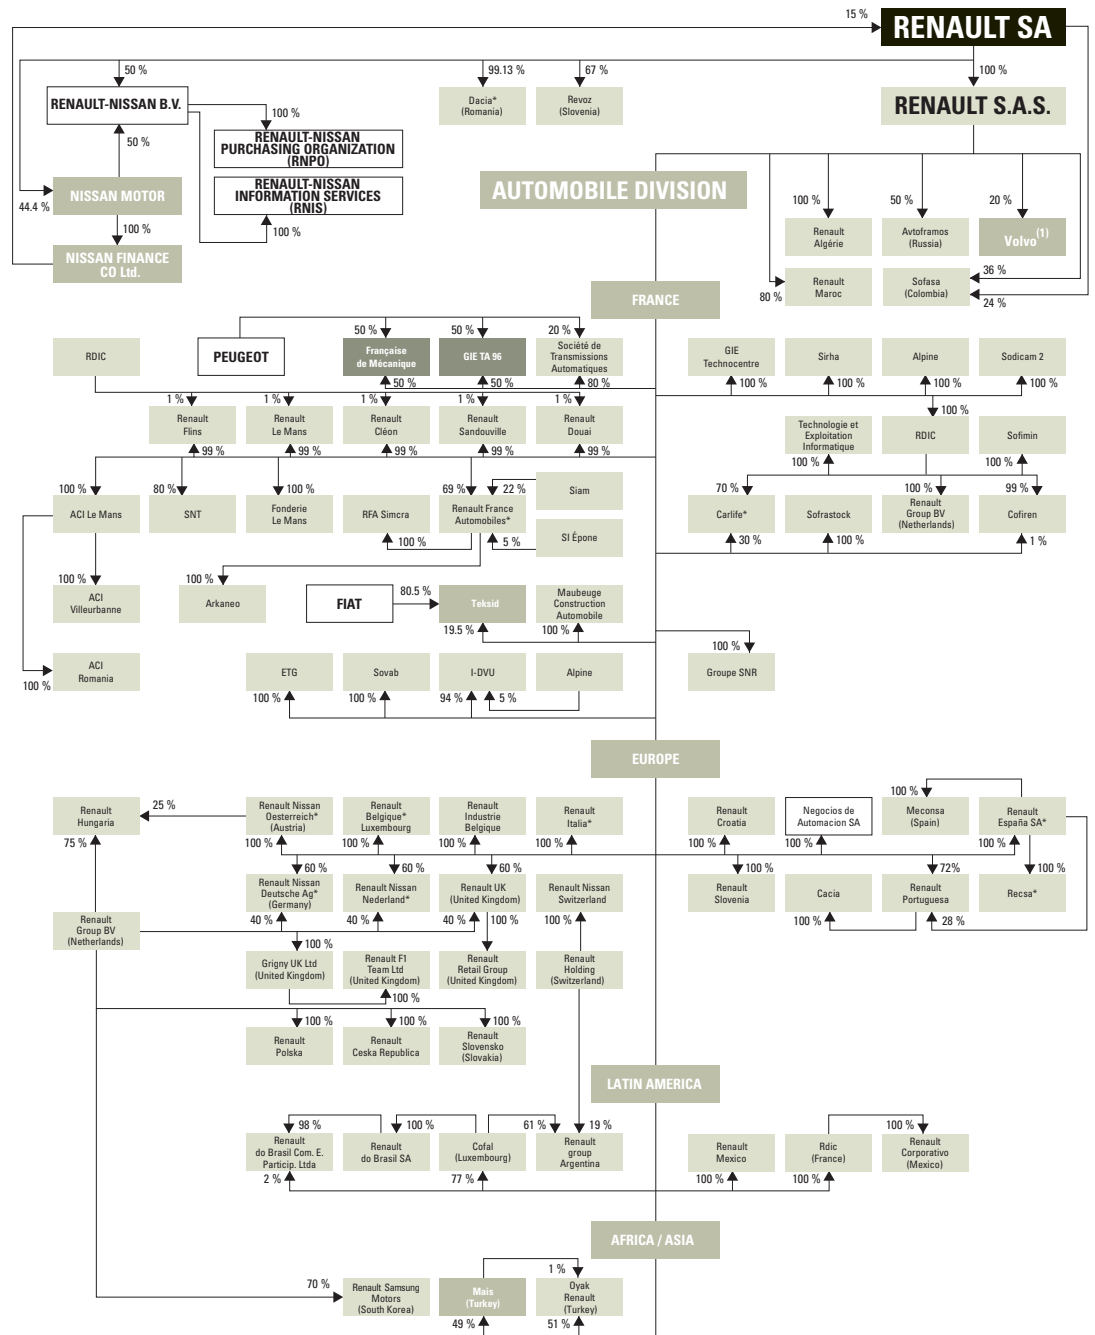 15 %
RENAULT SA
50 %
99.13 %
67 %
100 %
RENAULT-NISSAN B.V.
100 %
Dacia*
(Romania)
Revoz
(Slovenia)
RENAULT S.A.S.
50 %
RENAULT-NISSAN
PURCHASING ORGANIZATION
(RNPO)
44.4 %
NISSAN MOTOR
RENAULT-NISSAN
INFORMATION SERVICES
(RNIS)
AUTOMOBILE DIVISION
100 %
50 %
20 %
100 %
100 %
Renault
Algérie
Avtoframos
(Russia)
Volvo(1)
NISSAN FINANCE
CO Ltd.
80 %
Renault
Maroc
Sofasa
(Colombia)
36 %
24 %
FRANCE
50 %
50 %
20 %
RDIC
PEUGEOT
Française
de Mécanique
GIE TA 96
Société de
Transmissions
Automatiques
GIE
Technocentre
Sirha
Alpine
Sodicam 2
50 %
50 %
80 %
100 %
100 %
100 %
100 %
1 %
1 %
1 %
1 %
1 %
100 %
Renault
Flins
Renault
Le Mans
Renault
Cléon
Renault
Sandouville
Renault
Douai
Technologie et
Exploitation
Informatique
RDIC
Sofimin
99 %
99 %
99 %
99 %
99 %
100 %
100 %
100 %
80 %
100 %
69 %
22 %
70 %
100 %
99 %
ACI Le Mans
SNT
Fonderie
Le Mans
RFA Simcra
Renault France
Automobiles*
Siam
Carlife*
Sofrastock
Renault
Group BV
(Netherlands)
Cofiren
100 %
5 %
SI Épone
30 %
100 %
1 %
100 %
100 %
80.5 %
ACI
Villeurbanne
Arkaneo
FIAT
Teksid
Maubeuge
Construction
Automobile
19.5 %
100 %
100 %
100 %
ACI
Romania
ETG
Sovab
I-DVU
Alpine
Groupe SNR
100 %
100 %
94 %
5 %
EUROPE
100 %
25 %
Renault
Hungaria
Renault Nissan
Oesterreich*
(Austria)
Renault
Belgique*
Luxembourg
Renault
Industrie
Belgique
Renault
Italia*
Renault
Croatia
Negocios de
Automacion SA
Meconsa
(Spain)
Renault
España SA*
75 %
100 %
100 %
100 %
100 %
100 %
100 %
100 %
60 %
60 %
60 %
100 %
72%
100 %
Renault Nissan
Deutsche Ag*
(Germany)
Renault Nissan
Nederland*
Renault UK
(United Kingdom)
Renault Nissan
Switzerland
Renault
Slovenia
Cacia
Renault
Portuguesa
Recsa*
Renault
Group BV
(Netherlands)
40 %
40 %
40 %
100 %
100 %
100 %
28 %
100 %
Grigny UK Ltd
(United Kingdom)
Renault F1
Team Ltd
(United Kingdom)
Renault
Retail Group
(United Kingdom)
Renault
Holding
(Switzerland)
100 %
100 %
100 %
100 %
Renault
Polska
Renault
Ceska Republica
Renault
Slovensko
(Slovakia)
LATIN AMERICA
98 %
100 %
61 %
19 %
100 %
Renault
do Brasil Com. E.
Particip. Ltda
Renault
do Brasil SA
Cofal
(Luxembourg)
Renault
group
Argentina
Renault
Mexico
Rdic
(France)
Renault
Corporativo
(Mexico)
2 %
77 %
100 %
100 %
AFRICA / ASIA
1 %
70 %
Renault Samsung
Motors
(South Korea)
Mais
(Turkey)
Oyak
Renault
(Turkey)
49 %
51 %